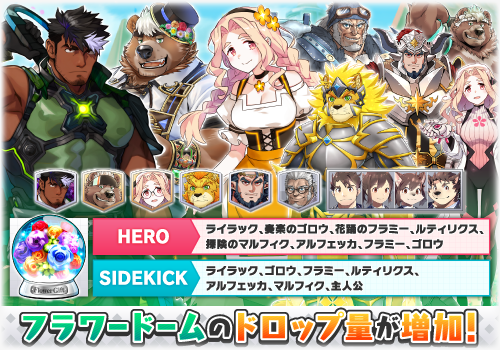 HERO
ライラック、奏楽のゴロウ、花踊のフラミー、ルティリクス、
探険のマルフィク、アルフェッカ、フラミー、ゴロウ
FlowerGift
SIDEKICK
ライラック、ゴロウ、フラミー、ルティリクス、
アルフェッカ、マルフィク、主人公
フラワードームのドロップ量が増加!